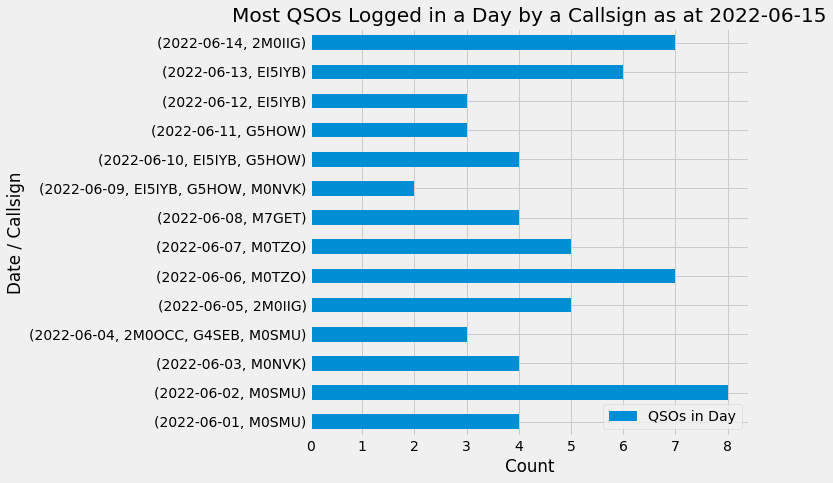 Most QSOs Logged in a Day by a Callsign as at 2022-06-15
Date / Callsign
(2022-06-14, 2M0IIG)
(2022-06-13, EI5IYB)
(2022-06-12, EI5IYB)
(2022-06-11, G5HOW)
(2022-06-10, EI5IYB, G5HOW)
(2022-06-09, EI5IYB, G5HOW, M0NVK)
(2022-06-08, M7GET)
(2022-06-07, M0TZO)
(2022-06-06, M0TZO)
(2022-06-05, 2M0IIG)
(2022-06-04, 2M0OCC, G4SEB, M0SMU)
(2022-06-03, M0NVK)
(2022-06-02, M0SMU)
(2022-06-01, M0SMU)
QSOs in Day
0 1 2 3 4 5 6 7 8
Count